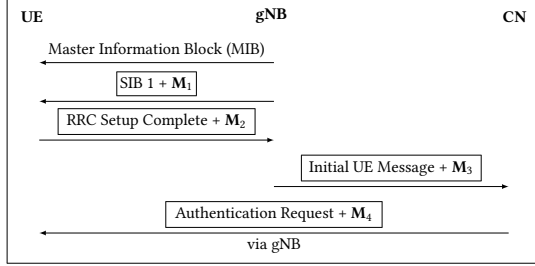 UE gNB CN
Master Information Block (MIB)
SIB 1 + M1
RRC Setup Complete + M2
Initial UE Message + M3
Authentication Request + M4
via gNB